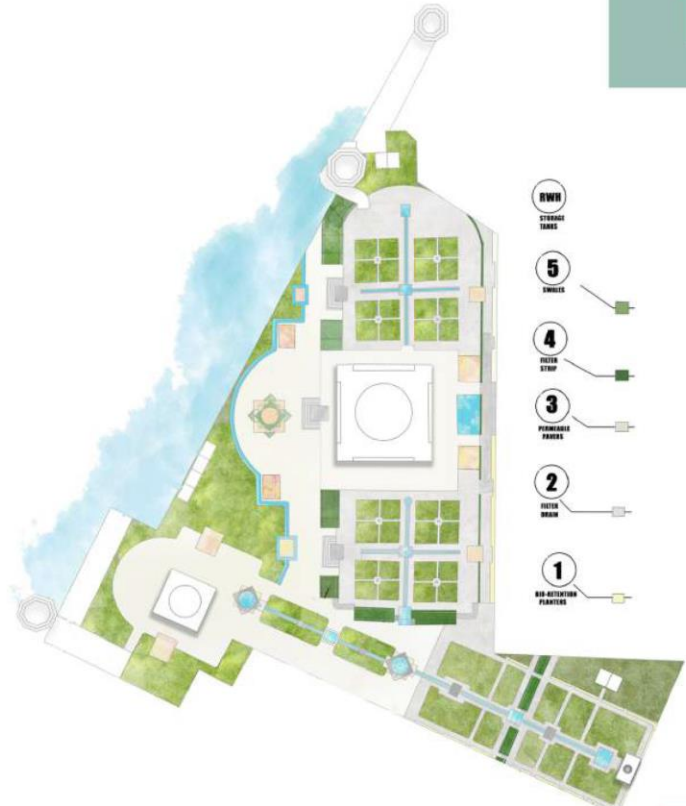 RWH
STORAGE
TANKS
5
SWALES
4
FILTER
STRIP
3
PERMEABLE
PAVERS
2
FILTER
DRAIN
1
BIO-RETENTION
PLANTERS